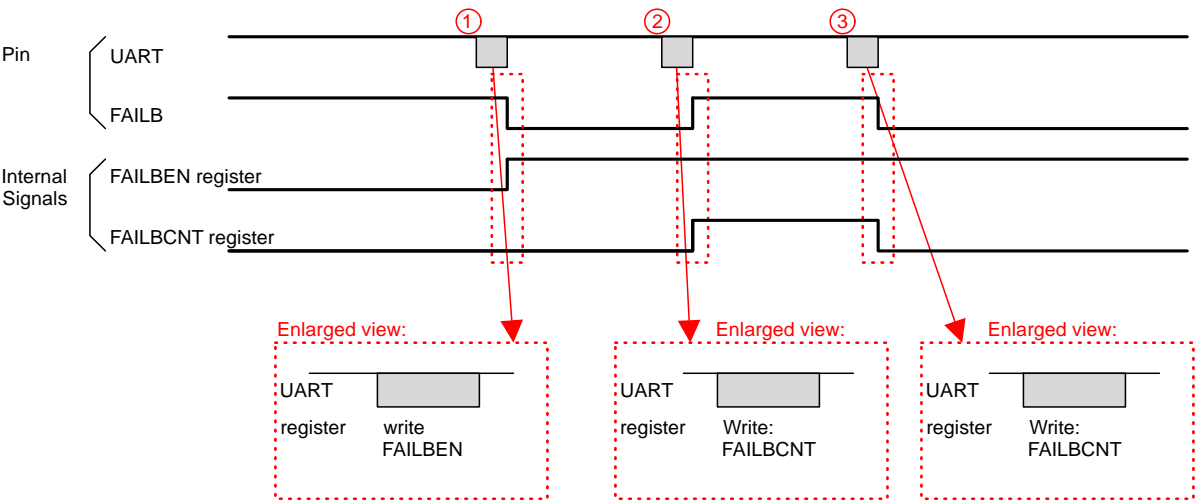 ① ② ③
Pin
UART
FAILB
Internal
Signals
FAILBEN register
FAILBCNT register
Enlarged view:
UART
register
write
FAILBEN
Enlarged view:
UART
register
Write:
FAILBCNT
Enlarged view:
UART
register
Write:
FAILBCNT